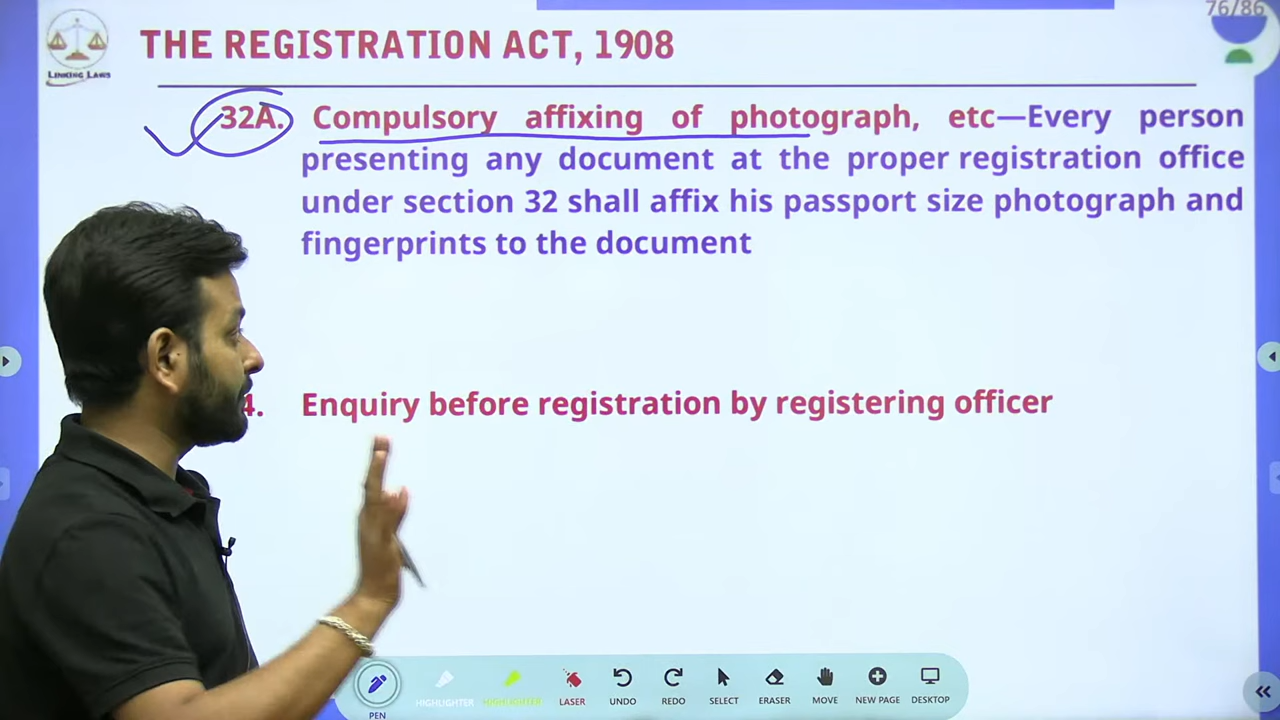 76/86
LINKING LAWS
THE REGISTRATION ACT, 1908
32A. Compulsory affixing of photograph, etc—Every person
presenting any document at the proper registration office
under section 32 shall affix his passport size photograph and
fingerprints to the document
4. Enquiry before registration by registering officer
PEN
HIGHLIGHTER
HIGHLIGHTER
LASER
UNDO
REDO
SELECT
ERASER
MOVE
NEW PAGE
DESKTOP